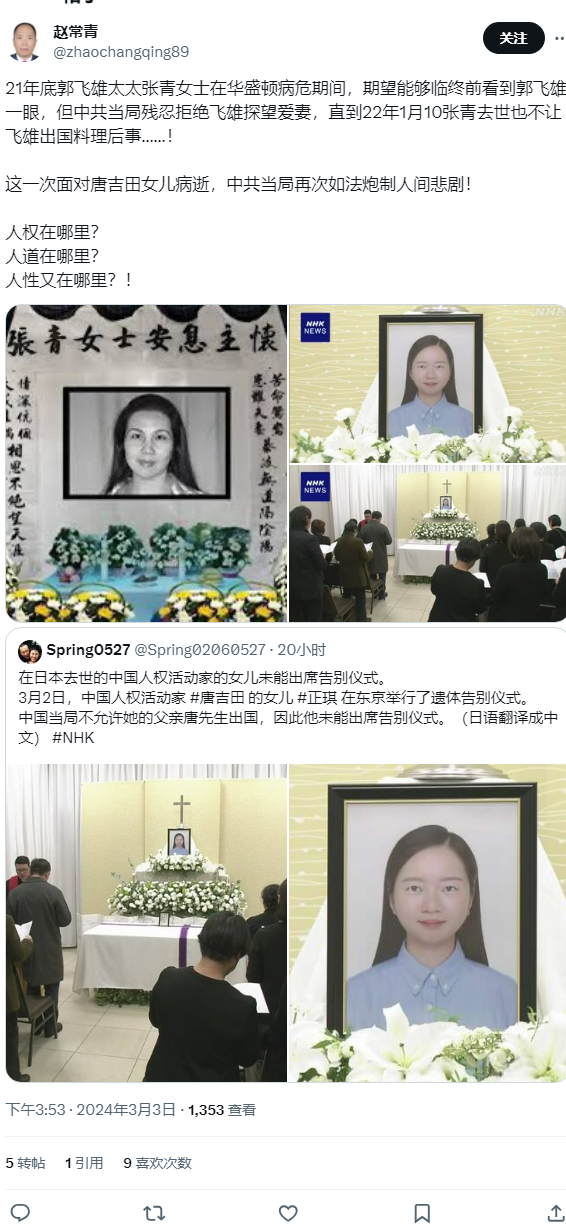 赵常青
@zhaochangqing89
关注
21年底郭飞雄太太张青女士在华盛顿病危期间，期望能够临终前看到郭飞雄
一眼，但中共当局残忍拒绝飞雄探望爱妻，直到22年1月10张青去世也不让
飞雄出国料理后事......！
这一次面对唐吉田女儿病逝，中共当局再次如法炮制人间悲剧！
人权在哪里？
人道在哪里？
人性又在哪里？！
張青女士安息主懷
情深伉儷
相思不絶望天涯
苦命鴛鴦
NHK
NEWS
NHK
NEWS
Spring0527 @Spring02060527 · 20小时
在日本去世的中国人权活动家的女儿未能出席告别仪式。
3月2日，中国人权活动家 #唐吉田 的女儿 #正琪 在东京举行了遗体告别仪式。
中国当局不允许她的父亲唐先生出国，因此他未能出席告别仪式。（日语翻译成中
文） #NHK
下午3:53 · 2024年3月3日 · 1,353 查看
5 转帖 1 引用 9 喜欢次数